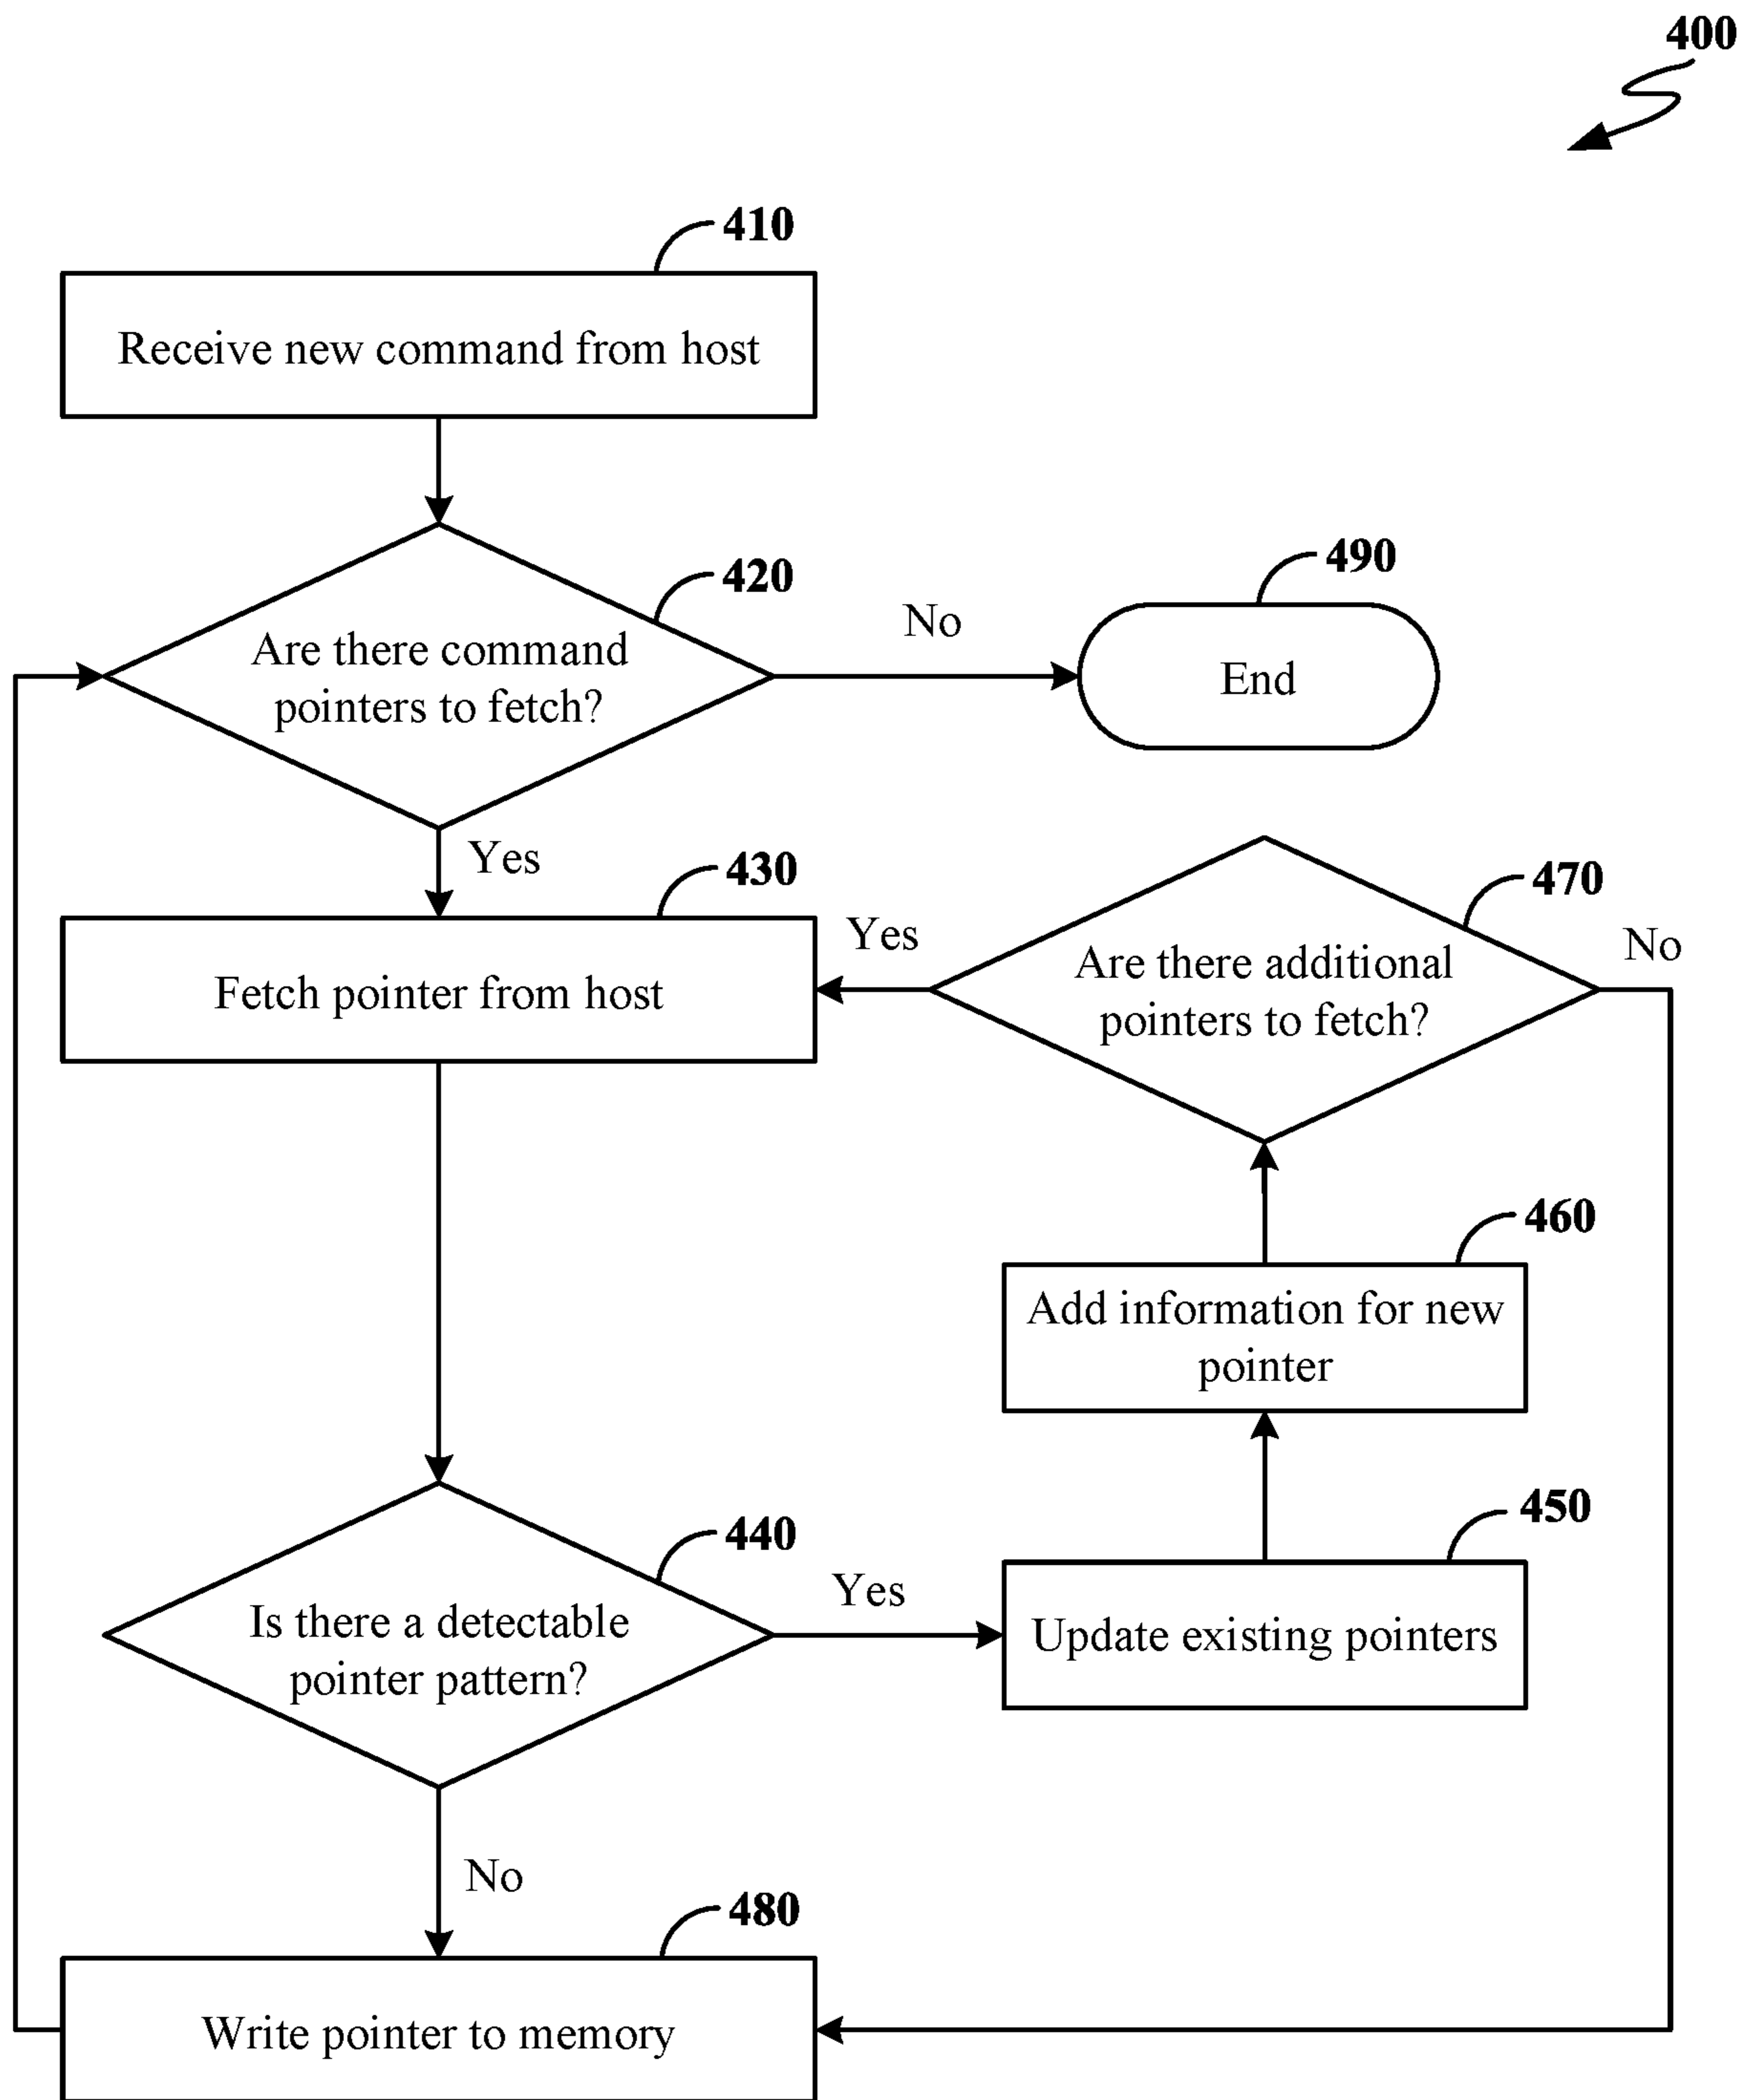 400
410
Receive new command from host
420
Are there command
pointers to fetch?
No
490
End
Yes
430
Fetch pointer from host
Yes
470
Are there additional
pointers to fetch?
No
460
Add information for new
pointer
440
Is there a detectable
pointer pattern?
Yes
450
Update existing pointers
No
480
Write pointer to memory